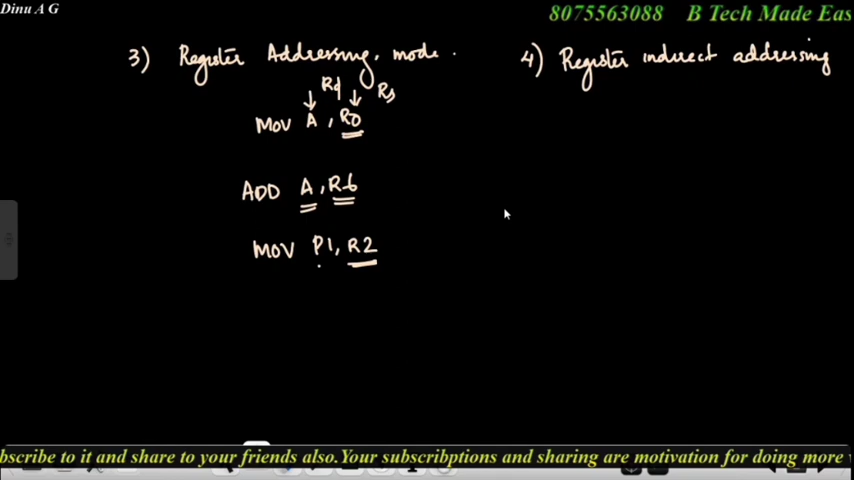 Dinu A G
8075563088 B Tech Made Eas
3) Register Addressing mode.
4) Register indirect addressing
Rd Rs
MOV A, R0
ADD A, R6
MOV P1, R2
bscribe to it and share to your friends also.Your subscribptions and sharing are motivation for doing more